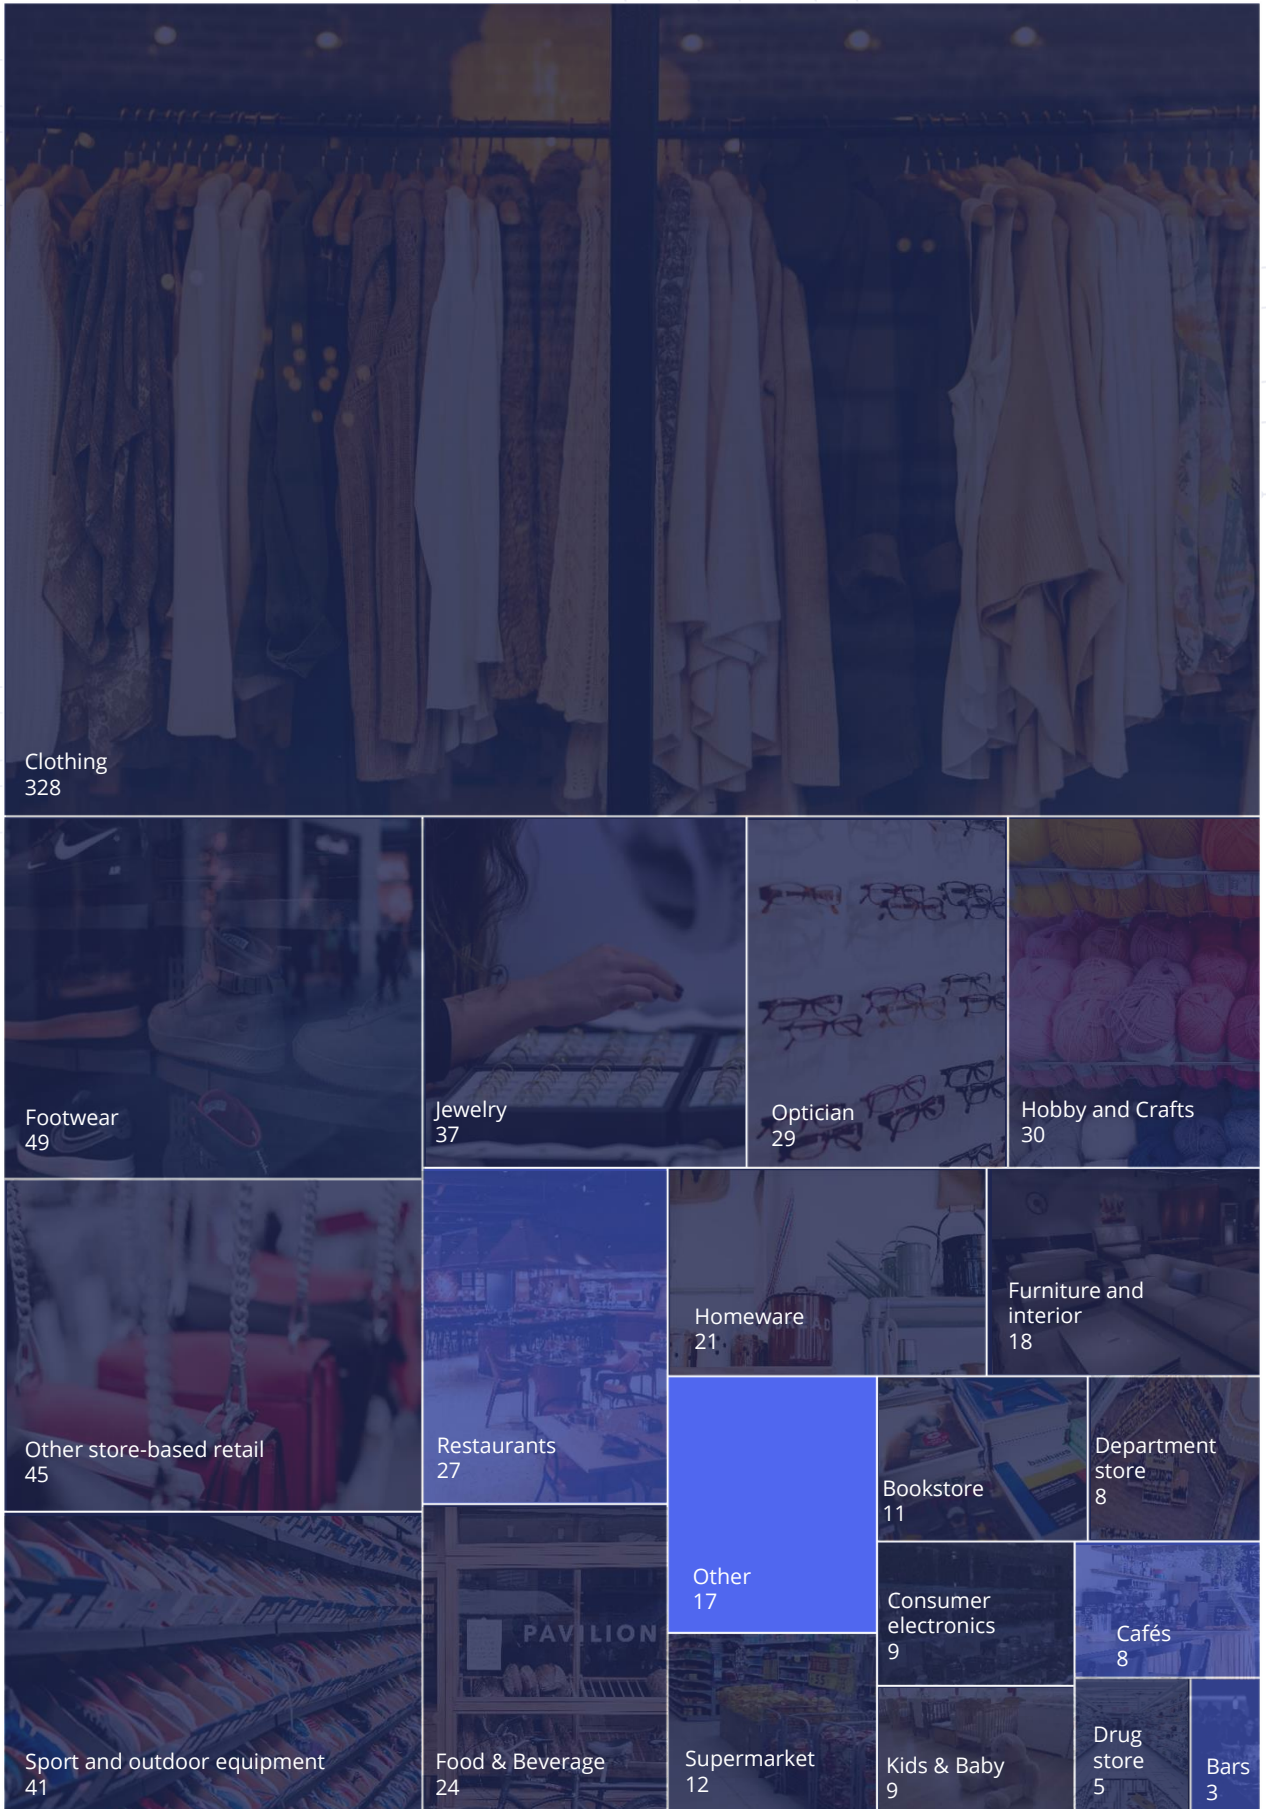 Clothing
328
Footwear
49
Jewelry
37
Optician
29
Hobby and Crafts
30
Other store-based retail
45
Restaurants
27
Homeware
21
Furniture and
interior
18
Other
17
Bookstore
11
Department
store
8
Consumer
electronics
9
Cafés
8
Sport and outdoor equipment
41
PAVILION
Food & Beverage
24
Supermarket
12
Kids & Baby
9
Drug
store
5
Bars
3